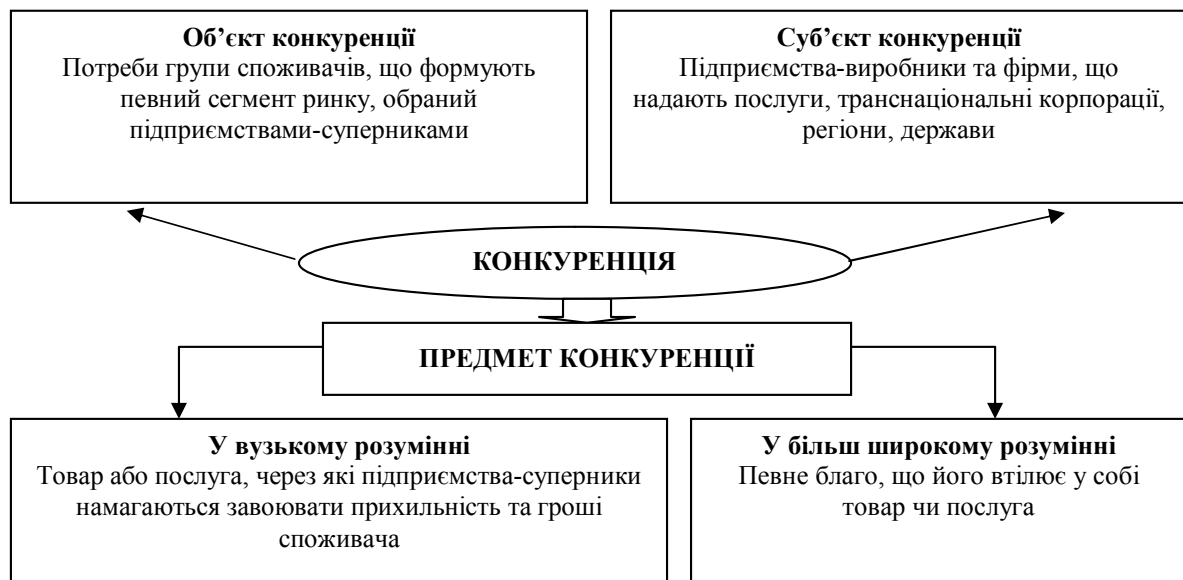 Об’єкт конкуренції
Потреби групи споживачів, що формують
певний сегмент ринку, обраний
підприємствами-суперниками
Суб’єкт конкуренції
Підприємства-виробники та фірми, що
надають послуги, транснаціональні корпорації,
регіони, держави
КОНКУРЕНЦІЯ
ПРЕДМЕТ КОНКУРЕНЦІЇ
У вузькому розумінні
Товар або послуга, через які підприємства-суперники
намагаються завоювати прихильність та гроші
споживача
У більш широкому розумінні
Певне благо, що його втілює у собі
товар чи послуга